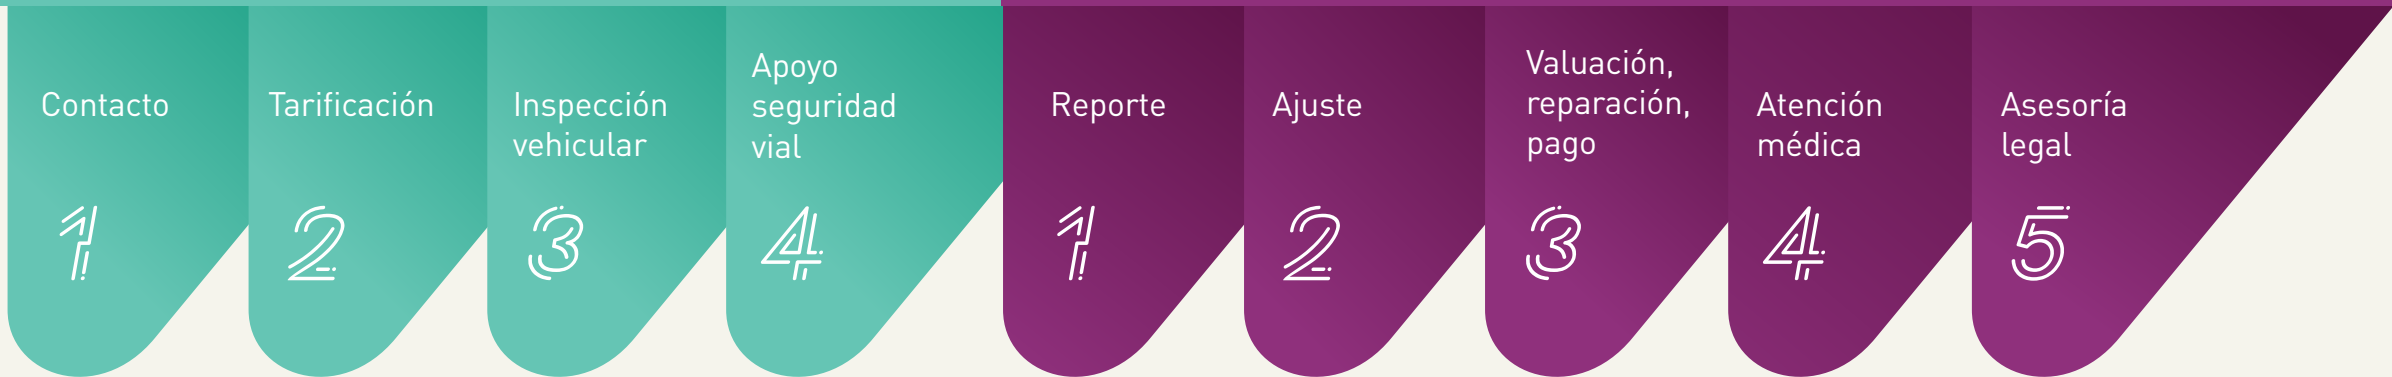 Contacto
1
Tarificación
2
Inspección
vehicular
3
Apoyo
seguridad
vial
4
Reporte
1
Ajuste
2
Valuación,
reparación,
pago
3
Atención
médica
4
Asesoría
legal
5